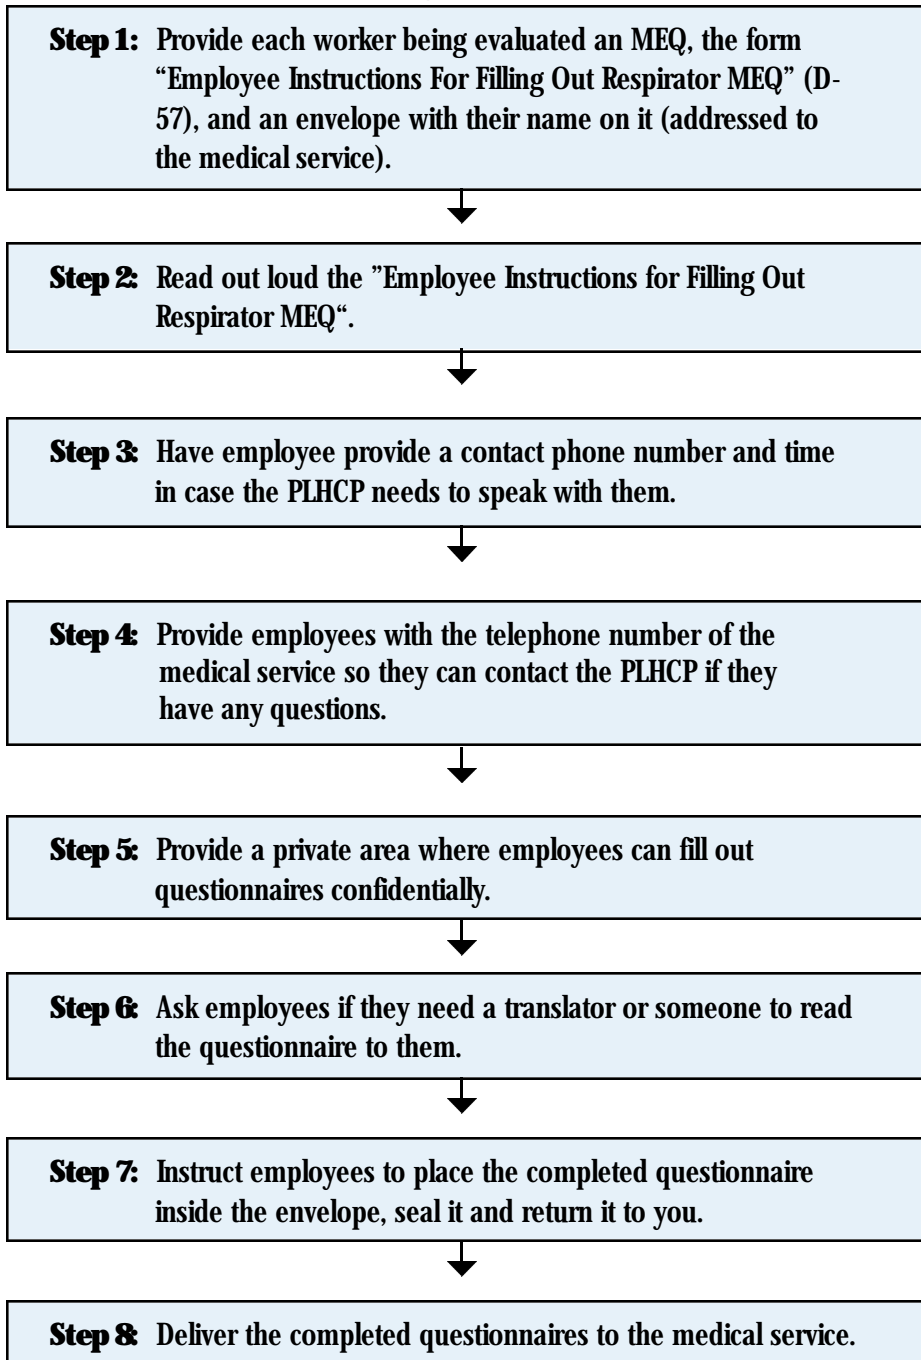 Step 1: Provide each worker being evaluated an MEQ, the form
“Employee Instructions For Filling Out Respirator MEQ” (D-
57), and an envelope with their name on it (addressed to
the medical service).
Step 2: Read out loud the ”Employee Instructions for Filling Out
Respirator MEQ“.
Step 3: Have employee provide a contact phone number and time
in case the PLHCP needs to speak with them.
Step 4: Provide employees with the telephone number of the
medical service so they can contact the PLHCP if they
have any questions.
Step 5: Provide a private area where employees can fill out
questionnaires confidentially.
Step 6: Ask employees if they need a translator or someone to read
the questionnaire to them.
Step 7: Instruct employees to place the completed questionnaire
inside the envelope, seal it and return it to you.
Step 8: Deliver the completed questionnaires to the medical service.